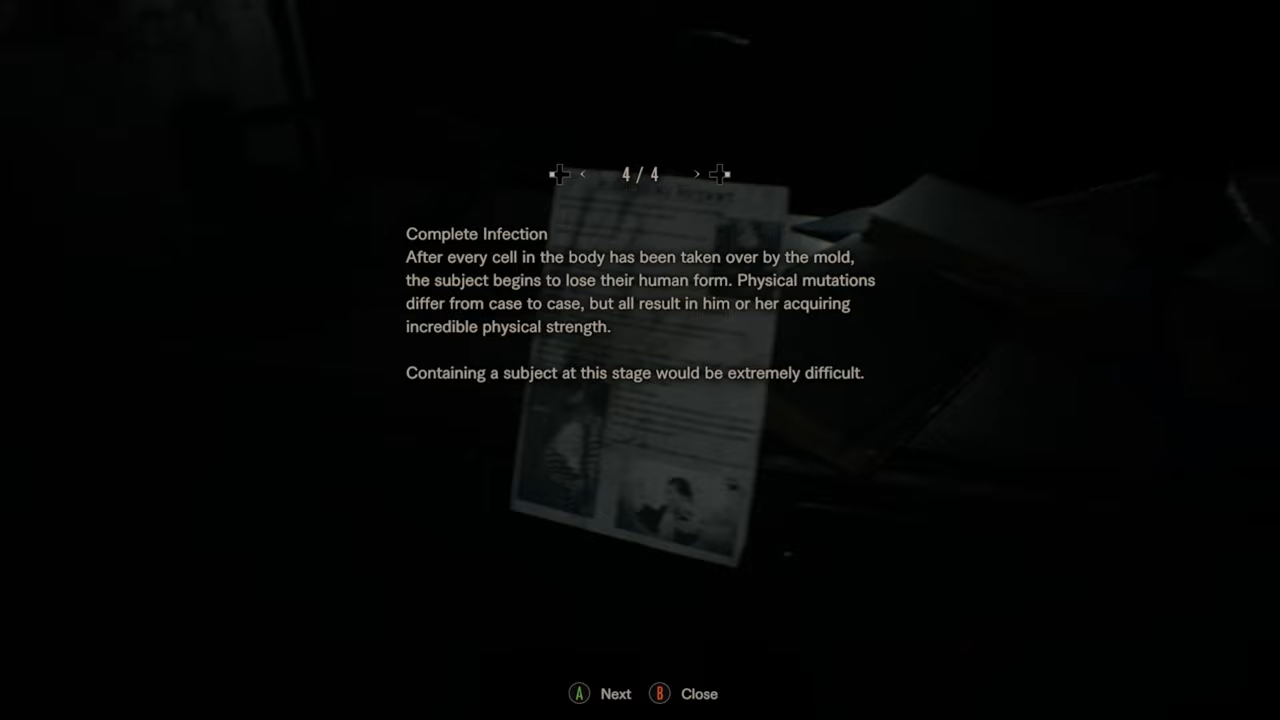 4 / 4
Complete Infection
After every cell in the body has been taken over by the mold,
the subject begins to lose their human form. Physical mutations
differ from case to case, but all result in him or her acquiring
incredible physical strength.
Containing a subject at this stage would be extremely difficult.
A Next B Close